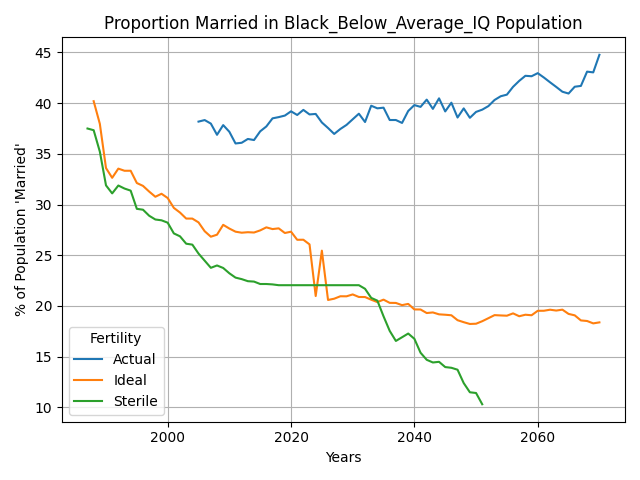 Proportion Married in Black_Below_Average_IQ Population
% of Population 'Married'
45
40
35
30
25
20
15
10
Fertility
Actual
Ideal
Sterile
2000
2020
2040
2060
Years